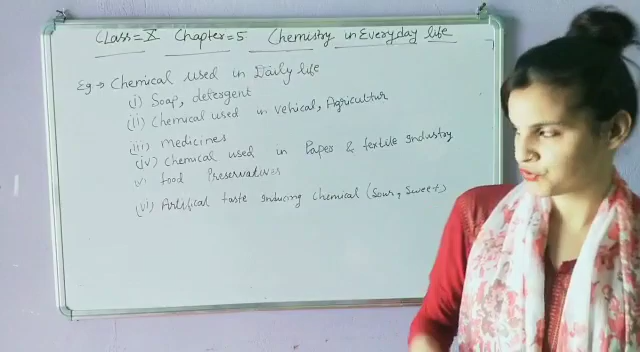 Class = X Chapter = 5 Chemistry in Everyday life
Eg → Chemical used in Daily life
(i) Soap, detergent
(ii) Chemical used in vehical, Agricultur
(iii) Medicines
(iv) Chemical used in Paper & textile industry
(v) Food Preservatives
(vi) Artifical taste inducing chemical (Sour, Sweet)